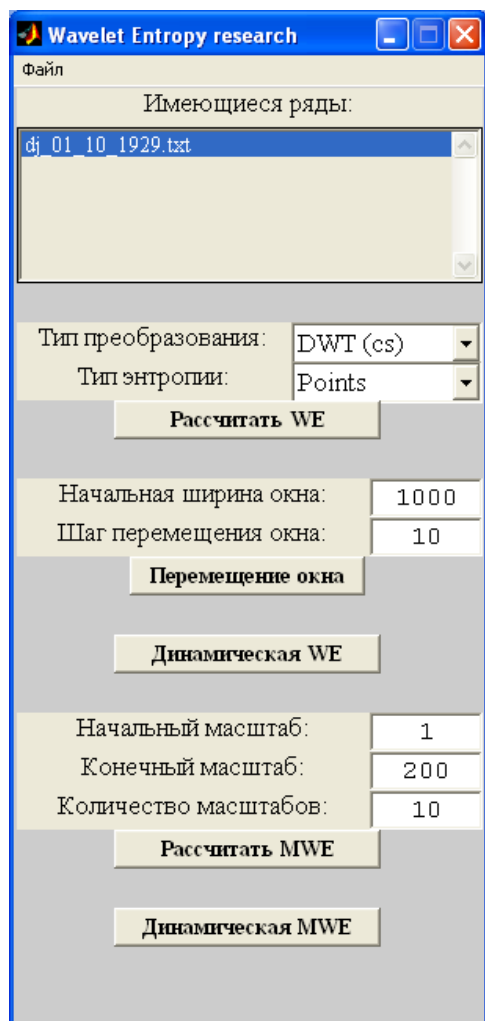 Wavelet Entropy research
Файл
Имеющиеся ряды:
dj_01_10_1929.txt
Тип преобразования: DWT (cs)
Тип энтропии: Points
Рассчитать WE
Начальная ширина окна: 1000
Шаг перемещения окна: 10
Перемещение окна
Динамическая WE
Начальный масштаб: 1
Конечный масштаб: 200
Количество масштабов: 10
Рассчитать MWE
Динамическая MWE